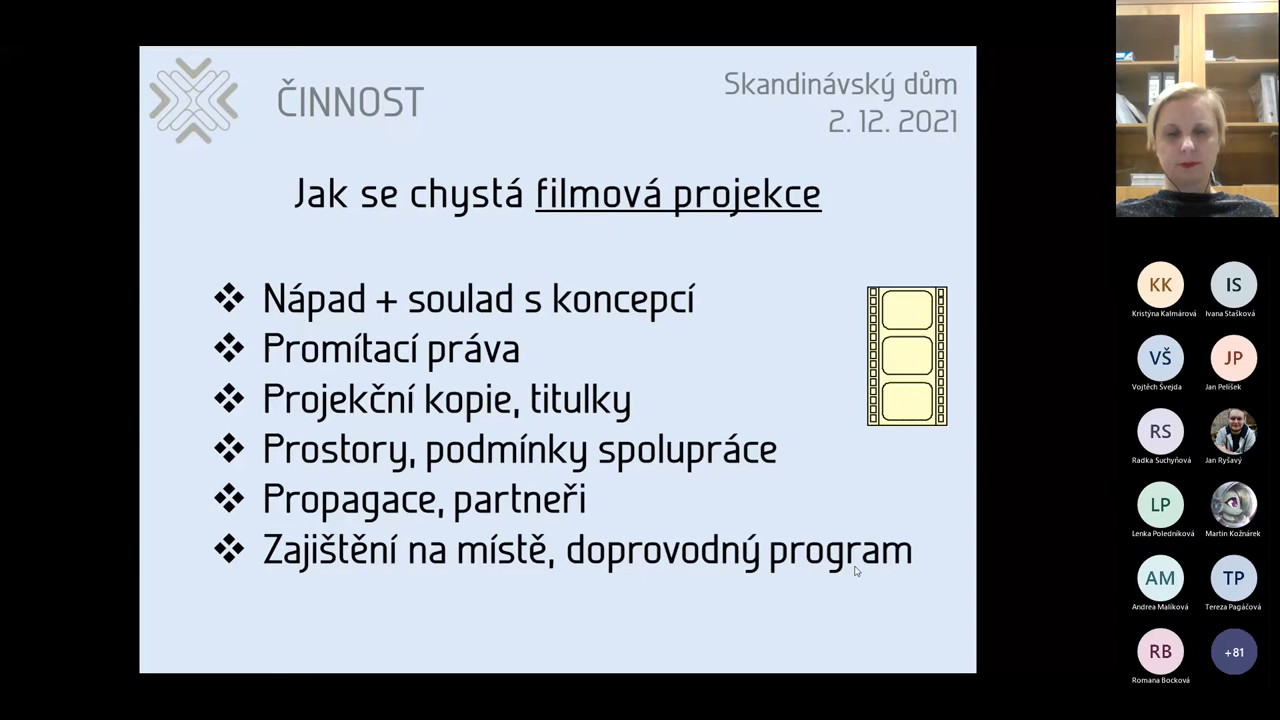 ČINNOST
Skandinávský dům
2. 12. 2021
Jak se chystá filmová projekce
❖ Nápad + soulad s koncepcí
❖ Promítací práva
❖ Projekční kopie, titulky
❖ Prostory, podmínky spolupráce
❖ Propagace, partneři
❖ Zajištění na místě, doprovodný program
KK IS
Kristýna Kalmárová Ivana Stašková
VŠ JP
Vojtěch Švejda Jan Pelíšek
RS
Radka Suchyňová Jan Ryšavý
LP
Lenka Poledníková Martin Kožnárek
AM TP
Andrea Malíková Tereza Pagáčová
RB +81
Romana Bocková